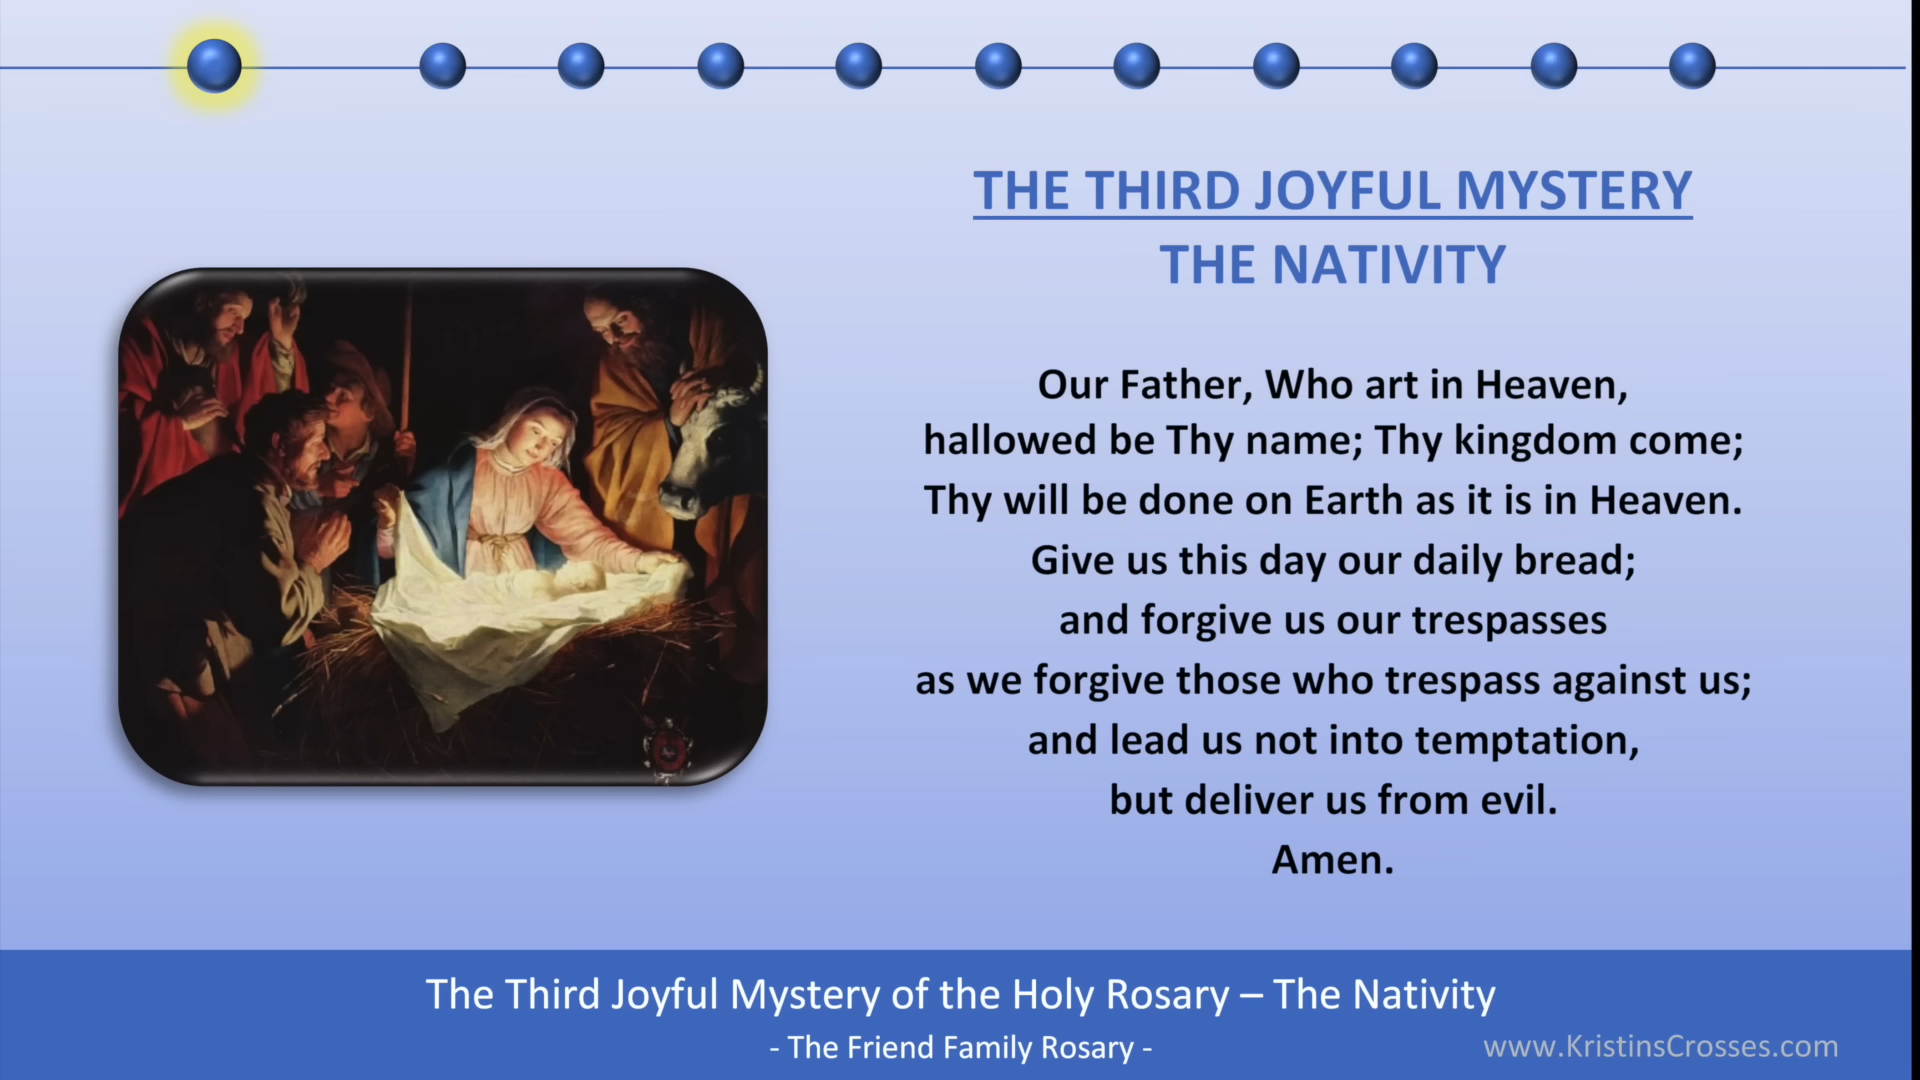 THE THIRD JOYFUL MYSTERY
THE NATIVITY
Our Father, Who art in Heaven,
hallowed be Thy name; Thy kingdom come;
Thy will be done on Earth as it is in Heaven.
Give us this day our daily bread;
and forgive us our trespasses
as we forgive those who trespass against us;
and lead us not into temptation,
but deliver us from evil.
Amen.
The Third Joyful Mystery of the Holy Rosary – The Nativity
- The Friend Family Rosary -
www.KristinsCrosses.com